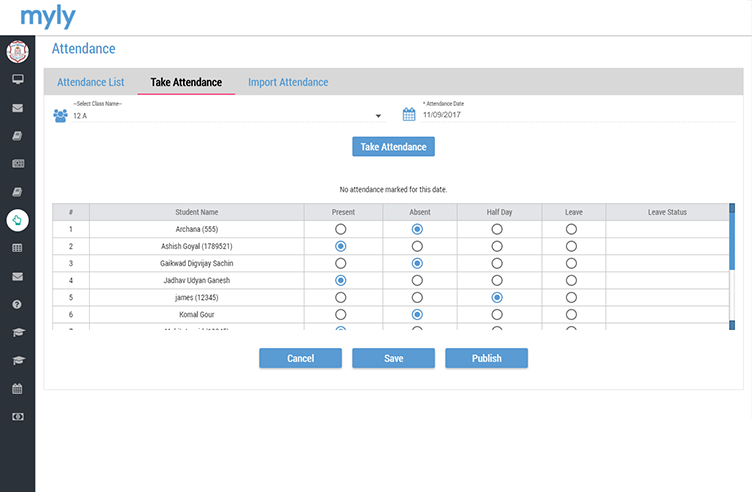 myly
Attendance
Attendance List Take Attendance Import Attendance
--Select Class Name-- * Attendance Date
12 A 11/09/2017
Take Attendance
No attendance marked for this date.
# Student Name Present Absent Half Day Leave Leave Status
1 Archana (555)
2 Ashish Goyal (1789521)
3 Gaikwad Digvijay Sachin
4 Jadhav Udyan Ganesh
5 james (12345)
6 Komal Gour
Cancel Save Publish